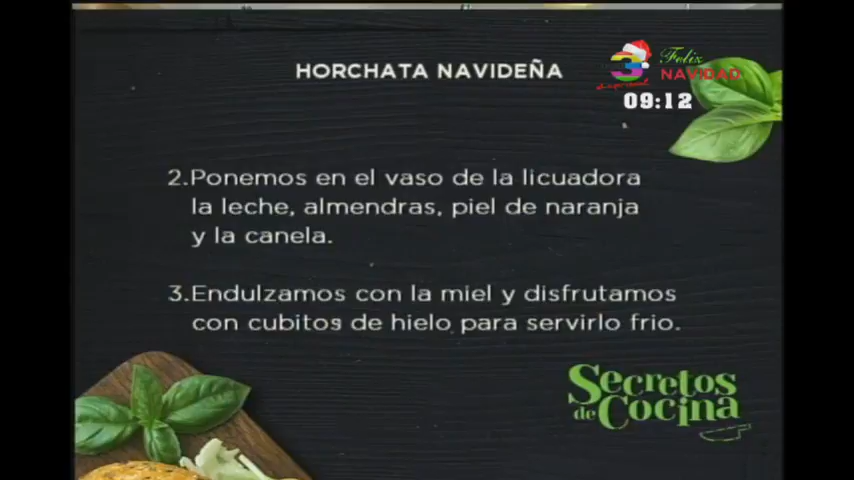 HORCHATA NAVIDEÑA
3
Feliz
NAVIDAD
09:12
2.Ponemos en el vaso de la licuadora
la leche, almendras, piel de naranja
y la canela.
3.Endulzamos con la miel y disfrutamos
con cubitos de hielo para servirlo frio.
Secretos
de Cocina